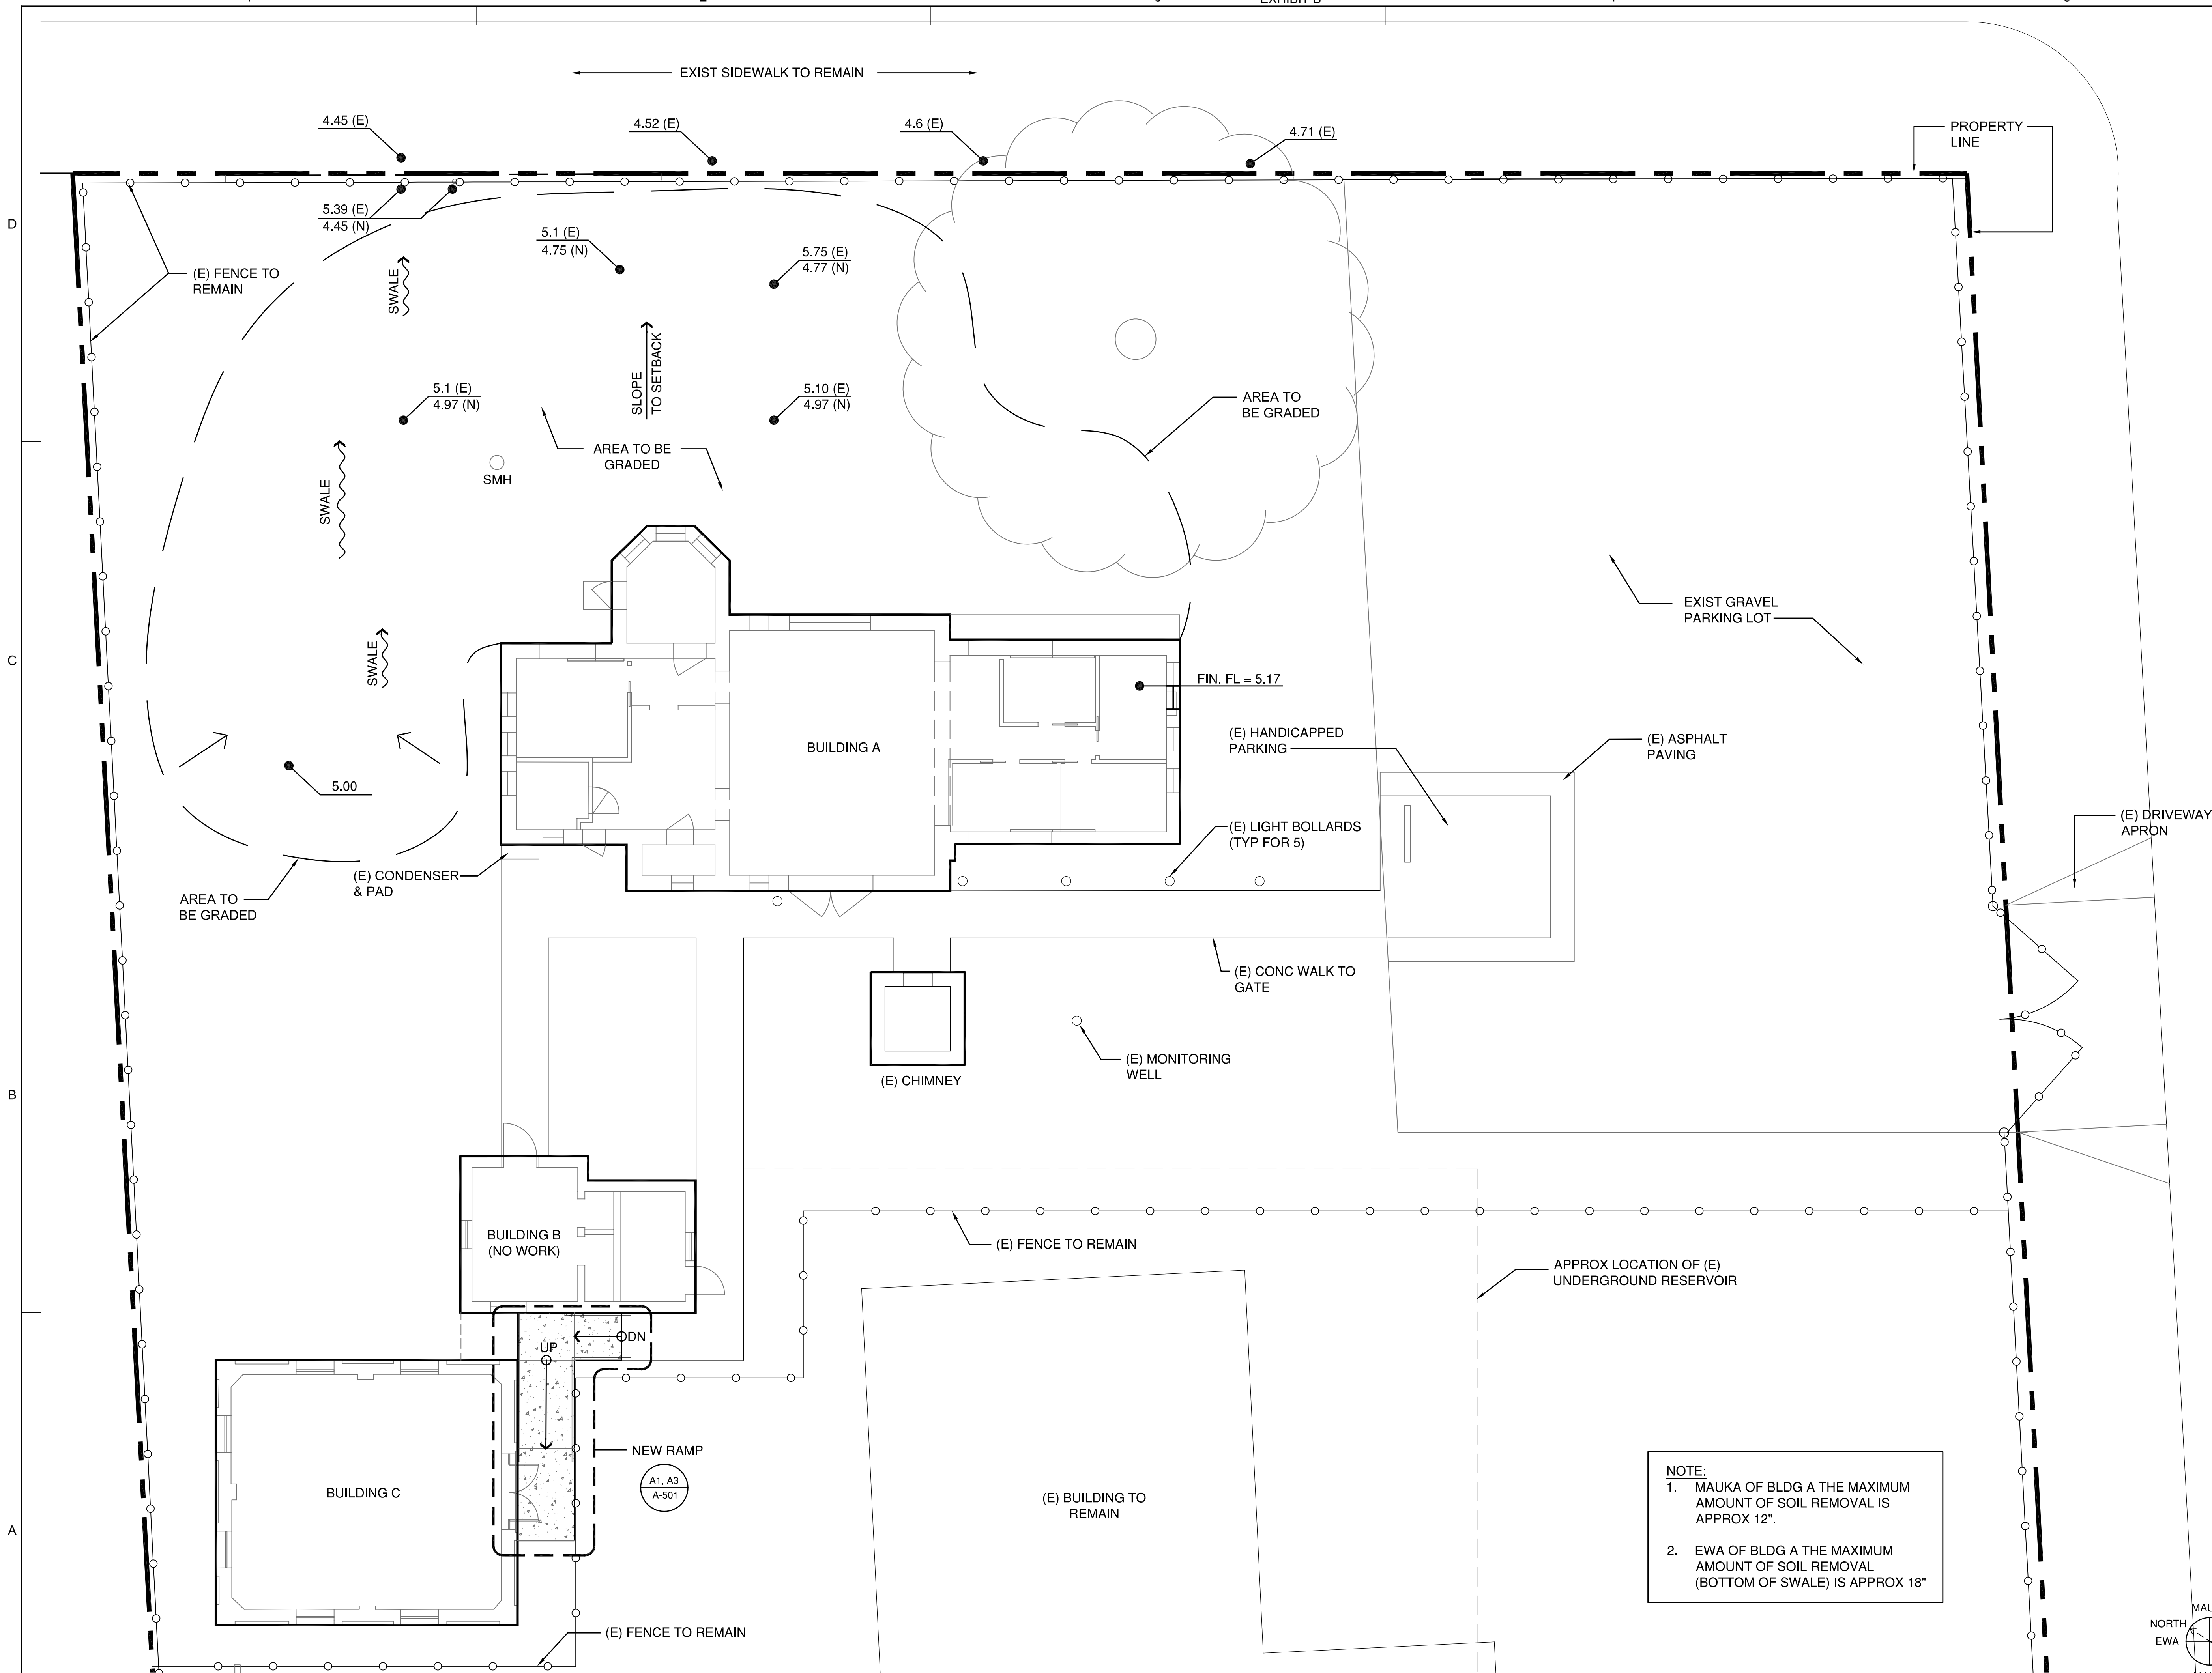 EXHIBIT B
EXIST SIDEWALK TO REMAIN
4.45 (E)
4.52 (E)
4.6 (E)
4.71 (E)
PROPERTY
LINE
D
5.39 (E)
4.45 (N)
5.1 (E)
4.75 (N)
5.75 (E)
4.77 (N)
(E) FENCE TO
REMAIN
SWALE
SLOPE
TO SETBACK
5.1 (E)
4.97 (N)
5.10 (E)
4.97 (N)
AREA TO
BE GRADED
AREA TO BE
GRADED
SMH
SWALE
EXIST GRAVEL
PARKING LOT
C
SWALE
FIN. FL = 5.17
BUILDING A
(E) HANDICAPPED
PARKING
(E) ASPHALT
PAVING
5.00
(E) LIGHT BOLLARDS
(TYP FOR 5)
(E) DRIVEWAY
APRON
(E) CONDENSER
& PAD
AREA TO
BE GRADED
(E) CONC WALK TO
GATE
(E) MONITORING
WELL
(E) CHIMNEY
B
BUILDING B
(NO WORK)
(E) FENCE TO REMAIN
APPROX LOCATION OF (E)
UNDERGROUND RESERVOIR
DN
UP
NEW RAMP
A1, A3
A-501
BUILDING C
(E) BUILDING TO
REMAIN
A
NOTE:
1. MAUKA OF BLDG A THE MAXIMUM
AMOUNT OF SOIL REMOVAL IS
APPROX 12".
2. EWA OF BLDG A THE MAXIMUM
AMOUNT OF SOIL REMOVAL
(BOTTOM OF SWALE) IS APPROX 18"
(E) FENCE TO REMAIN
MAU
NORTH
EWA